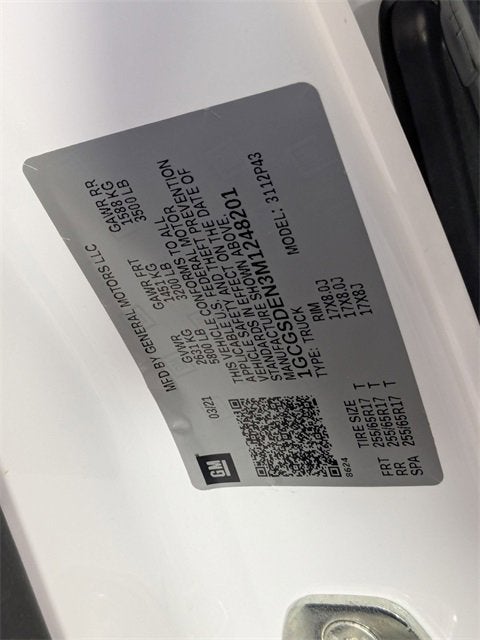 GM
03/21
MFD BY GENERAL MOTORS LLC
GVWR GAWR FRT GAWR RR
2631 KG 1451 KG 1588 KG
5800 LB 3200 LB 3500 LB
THIS VEHICLE CONFORMS TO ALL
APPLICABLE U.S. FEDERAL MOTOR
VEHICLE SAFETY AND THEFT PREVENTION
STANDARDS IN EFFECT ON THE DATE OF
MANUFACTURE SHOWN ABOVE.
1GCGSDEN3M1248201
TYPE: TRUCK MODEL: 3112P43
8624
TIRE SIZE RIM
FRT 255/65R17 T 17X8.0J
RR 255/65R17 T 17X8.0J
SPA 255/65R17 T 17X8J